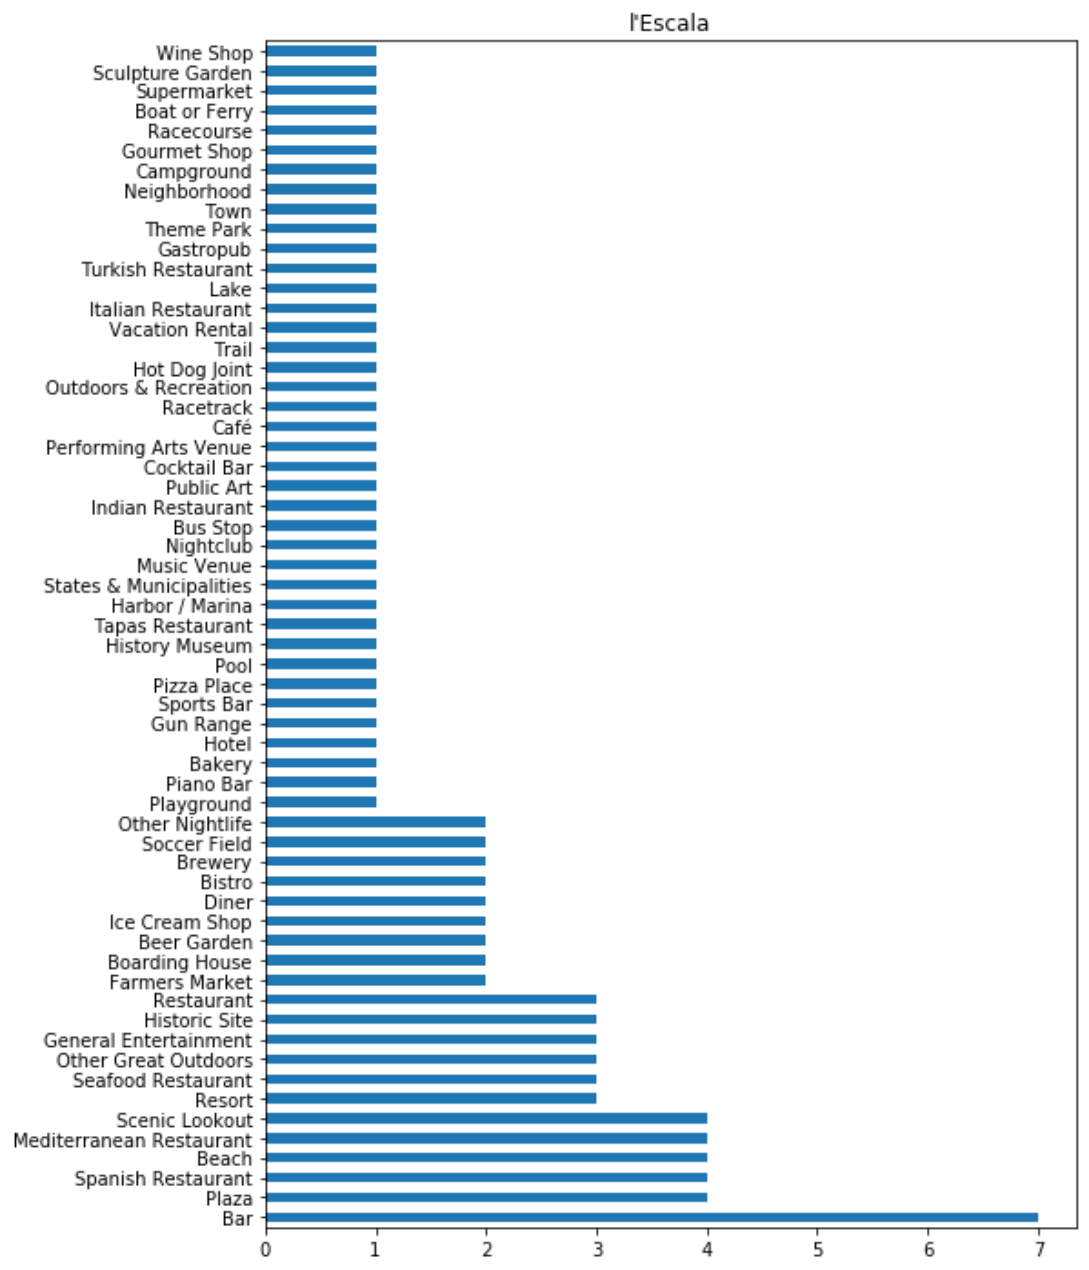 l'Escala
Wine Shop
Sculpture Garden
Supermarket
Boat or Ferry
Racecourse
Gourmet Shop
Campground
Neighborhood
Town
Theme Park
Gastropub
Turkish Restaurant
Lake
Italian Restaurant
Vacation Rental
Trail
Hot Dog Joint
Outdoors & Recreation
Racetrack
Café
Performing Arts Venue
Cocktail Bar
Public Art
Indian Restaurant
Bus Stop
Nightclub
Music Venue
States & Municipalities
Harbor / Marina
Tapas Restaurant
History Museum
Pool
Pizza Place
Sports Bar
Gun Range
Hotel
Bakery
Piano Bar
Playground
Other Nightlife
Soccer Field
Brewery
Bistro
Diner
Ice Cream Shop
Beer Garden
Boarding House
Farmers Market
Restaurant
Historic Site
General Entertainment
Other Great Outdoors
Seafood Restaurant
Resort
Scenic Lookout
Mediterranean Restaurant
Beach
Spanish Restaurant
Plaza
Bar
0 1 2 3 4 5 6 7